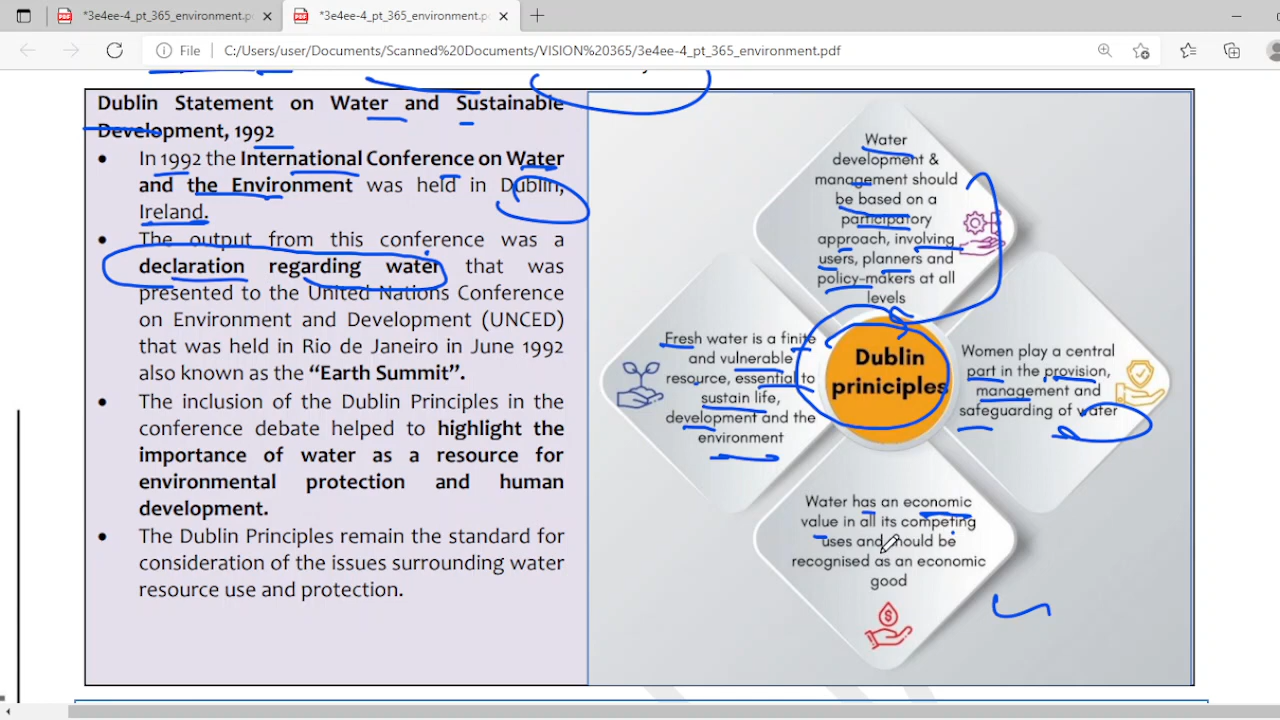 *3e4ee-4_pt_365_environment.p
*3e4ee-4_pt_365_environment.p
File
C:/Users/user/Documents/Scanned%20Documents/VISION%20365/3e4ee-4_pt_365_environment.pdf
Dublin Statement on Water and Sustainable
Development, 1992
• In 1992 the International Conference on Water
and the Environment was held in Dublin,
Ireland.
• The output from this conference was a
declaration regarding water that was
presented to the United Nations Conference
on Environment and Development (UNCED)
that was held in Rio de Janeiro in June 1992
also known as the “Earth Summit”.
• The inclusion of the Dublin Principles in the
conference debate helped to highlight the
importance of water as a resource for
environmental protection and human
development.
• The Dublin Principles remain the standard for
consideration of the issues surrounding water
resource use and protection.
Water
development &
management should
be based on a
participatory
approach, involving
users, planners and
policy-makers at all
levels
Fresh water is a finite
and vulnerable
resource, essential to
sustain life,
development and the
environment
Dublin
priniciples
Women play a central
part in the provision,
management and
safeguarding of water
Water has an economic
value in all its competing
uses and should be
recognised as an economic
good